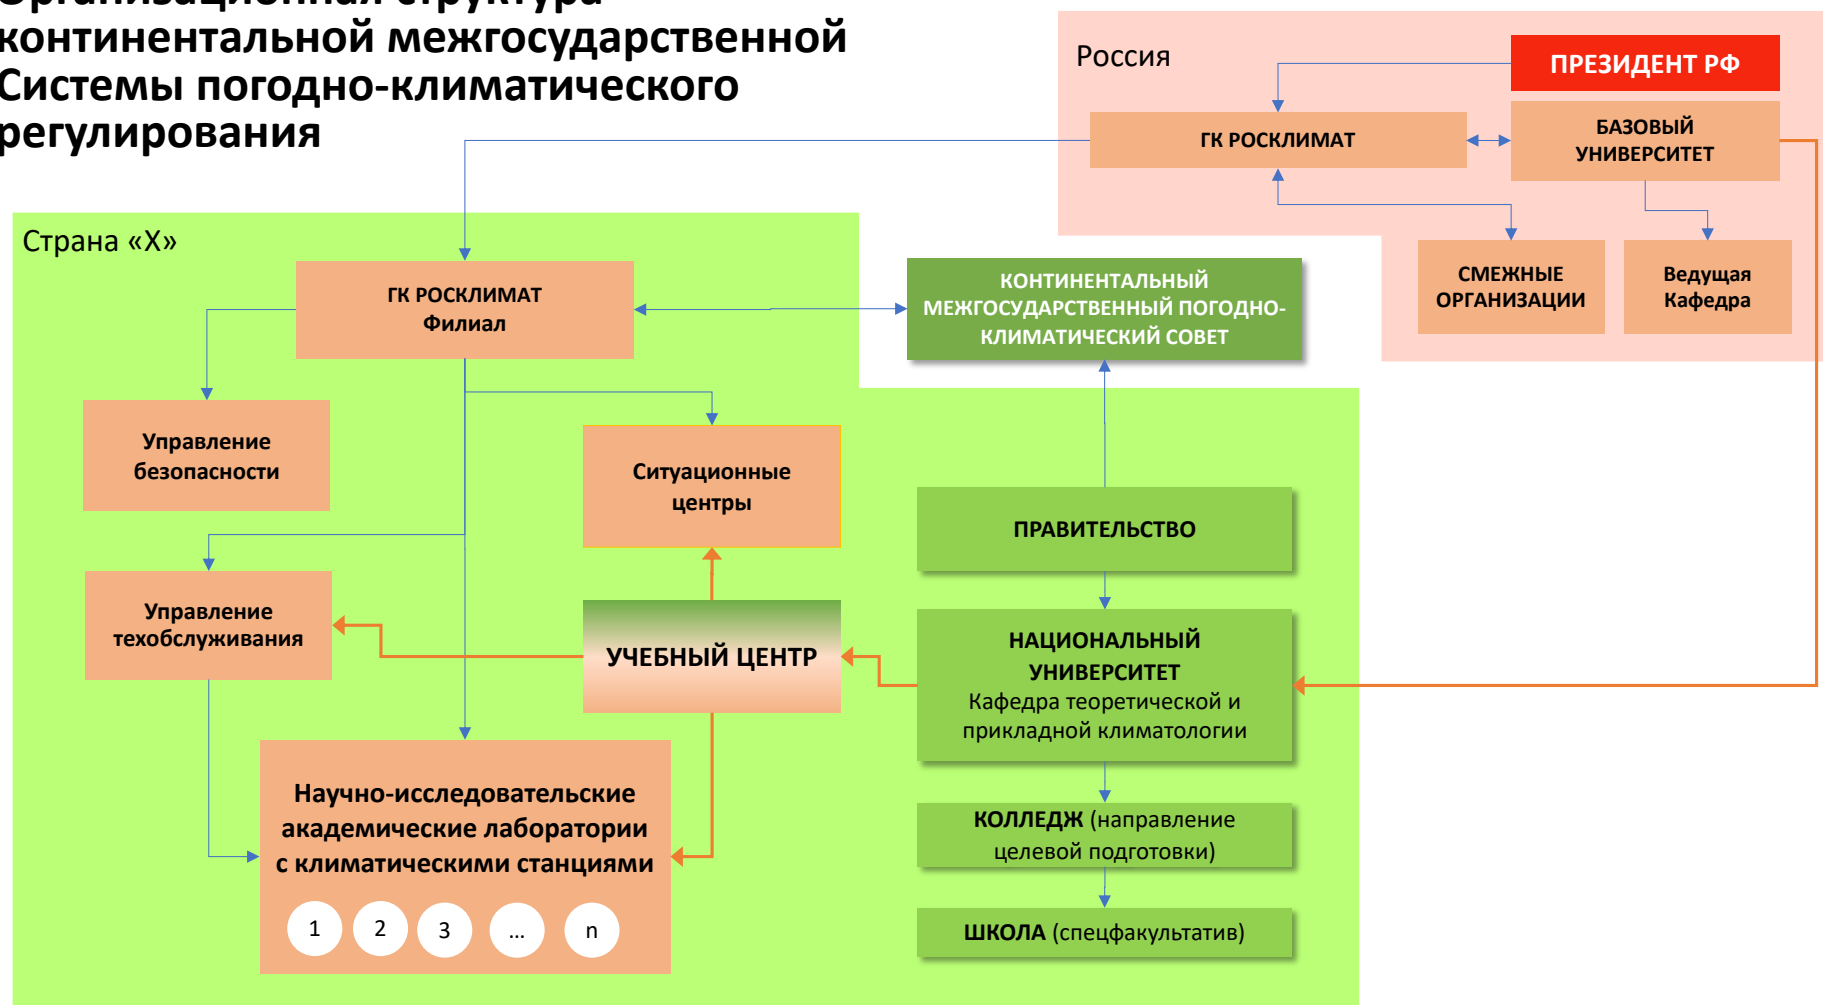 Организационная структура
континентальной межгосударственной
Системы погодно-климатического
регулирования
Россия
ПРЕЗИДЕНТ РФ
ГК РОСКЛИМАТ
БАЗОВЫЙ
УНИВЕРСИТЕТ
СМЕЖНЫЕ
ОРГАНИЗАЦИИ
Ведущая
Кафедра
Страна «Х»
ГК РОСКЛИМАТ
Филиал
КОНТИНЕНТАЛЬНЫЙ
МЕЖГОСУДАРСТВЕННЫЙ ПОГОДНО-
КЛИМАТИЧЕСКИЙ СОВЕТ
Управление
безопасности
Ситуационные
центры
ПРАВИТЕЛЬСТВО
Управление
техобслуживания
УЧЕБНЫЙ ЦЕНТР
НАЦИОНАЛЬНЫЙ
УНИВЕРСИТЕТ
Кафедра теоретической и
прикладной климатологии
Научно-исследовательские
академические лаборатории
с климатическими станциями
1 2 3 ... n
КОЛЛЕДЖ (направление
целевой подготовки)
ШКОЛА (спецфакультатив)